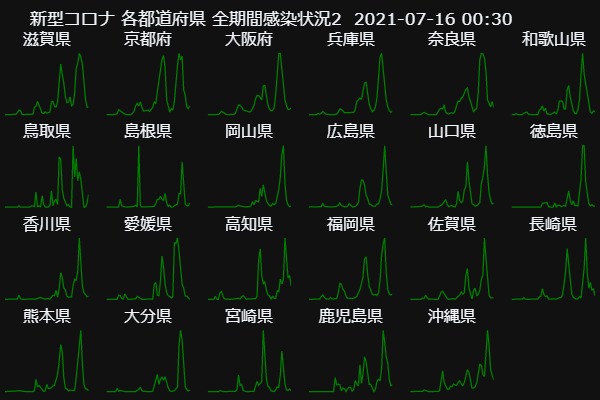 新型コロナ 各都道府県 全期間感染状況2 2021-07-16 00:30
滋賀県 京都府 大阪府 兵庫県 奈良県 和歌山県
鳥取県 島根県 岡山県 広島県 山口県 徳島県
香川県 愛媛県 高知県 福岡県 佐賀県 長崎県
熊本県 大分県 宮崎県 鹿児島県 沖縄県